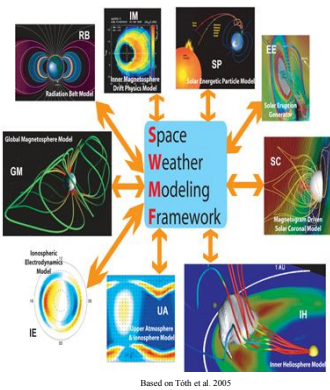 RB
Radiation Belt Model
IM
Inner Magnetosphere
Drift Physics Model
SP
Solar Energetic Particle Model
EE
Solar Eruption
Generator
Global Magnetosphere Model
GM
Space
Weather
Modeling
Framework
SC
Magnetogram Driven
Solar Coronal Model
Ionospheric
Electrodynamics
Model
IE
UA
Upper Atmosphere
& Ionosphere Model
1 AU
IH
Inner Heliosphere Model
Based on Tóth et al. 2005